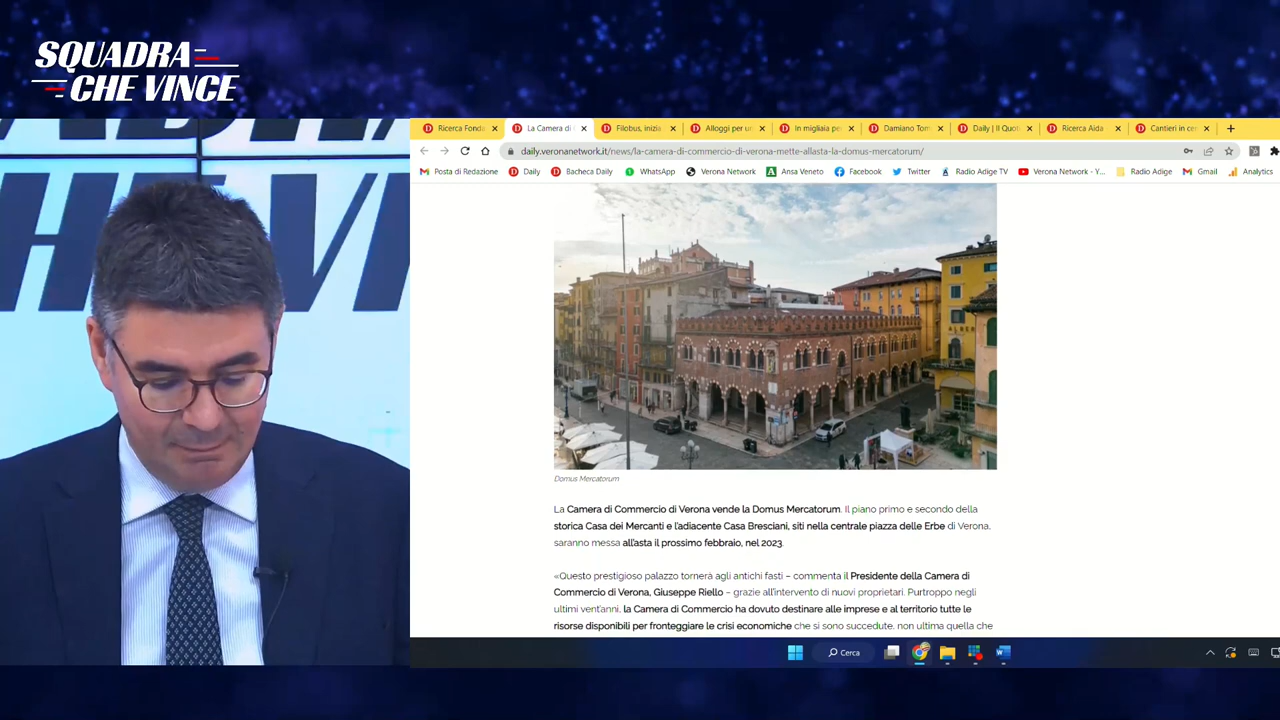 SQUADRA
CHE VINCE
Ricerca Fonda
La Camera di
Filobus, inizia
Alloggi per un
In migliaia pe
Damiano Tom
Daily | Il Quot
Ricerca Aida
Cantieri in cen
daily.veronanetwork.it/news/la-camera-di-commercio-di-verona-mette-allasta-la-domus-mercatorum/
Posta di Redazione
Daily
Bacheca Daily
WhatsApp
Verona Network
Ansa Veneto
Facebook
Twitter
Radio Adige TV
Verona Network - Y...
Radio Adige
Gmail
Analytics
Domus Mercatorum
La Camera di Commercio di Verona vende la Domus Mercatorum. Il piano primo e secondo della
storica Casa dei Mercanti e l'adiacente Casa Bresciani, siti nella centrale piazza delle Erbe di Verona,
saranno messa all'asta il prossimo febbraio, nel 2023.
«Questo prestigioso palazzo tornerà agli antichi fasti – commenta il Presidente della Camera di
Commercio di Verona, Giuseppe Riello – grazie all'intervento di nuovi proprietari. Purtroppo negli
ultimi vent'anni, la Camera di Commercio ha dovuto destinare alle imprese e al territorio tutte le
risorse disponibili per fronteggiare le crisi economiche che si sono succedute, non ultima quella che
Cerca